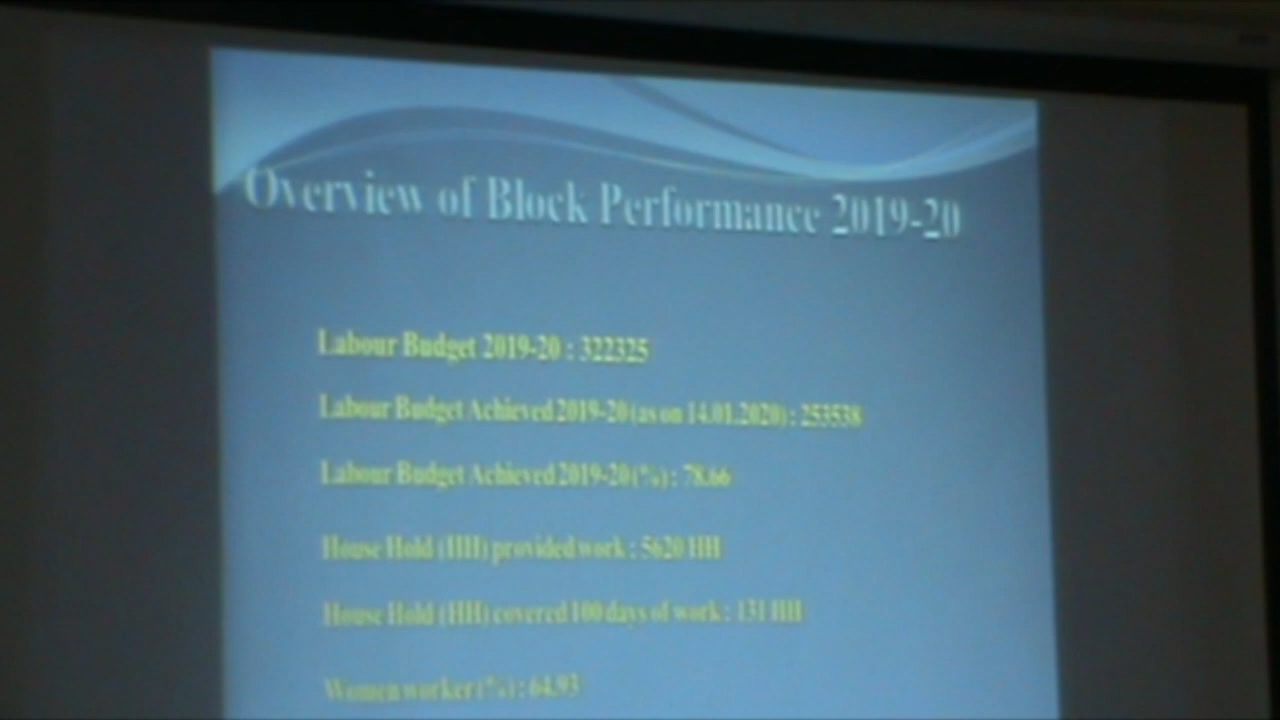 Overview of Block Performance 2019-20
Labour Budget 2019-20 : 322325
Labour Budget Achieved 2019-20 (as on 14.01.2020) : 253538
Labour Budget Achieved 2019-20 (%) : 78.66
House Hold (HH) provided work : 5620 HH
House Hold (HH) covered 100 days of work : 131 HH
Women worker (%) : 64.93